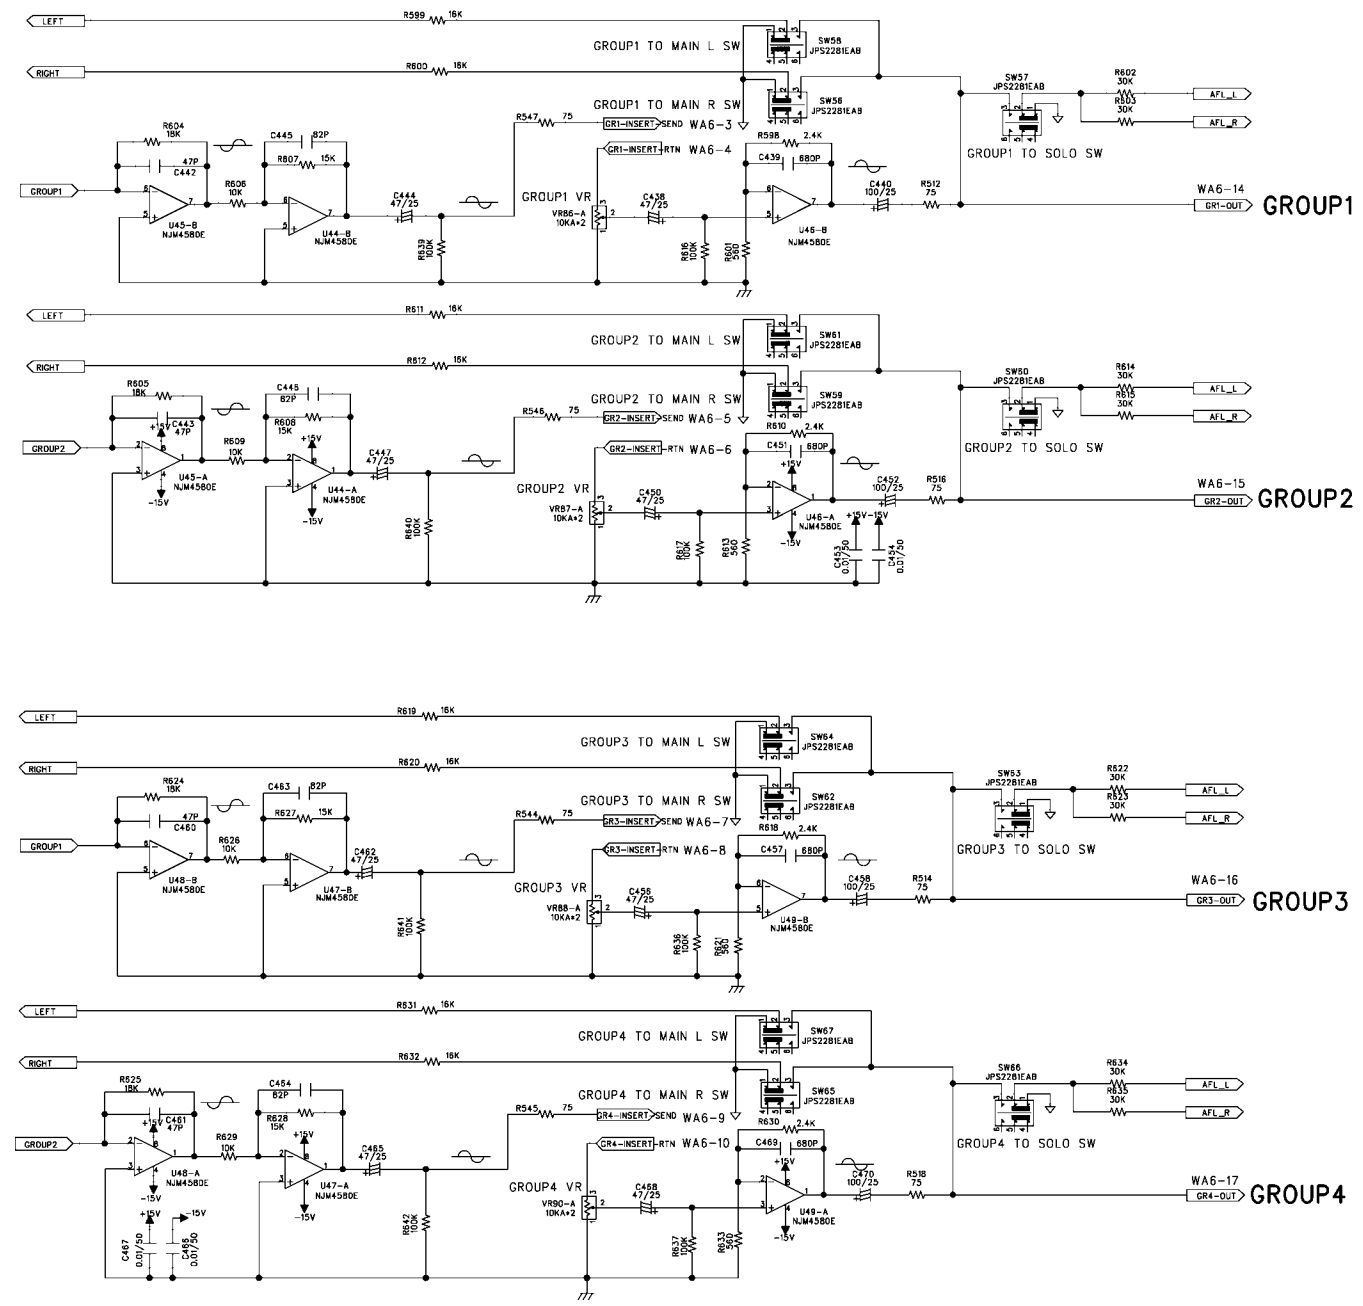 LEFT
R599 16K
GROUP1 TO MAIN L SW
SW58
JPS2281EAB
RIGHT
R600 16K
GROUP1 TO MAIN R SW
SW56
JPS2281EAB
SW57
JPS2281EAB
R602
30K
AFL_L
R603
30K
AFL_R
GROUP1 TO SOLO SW
R547 75
GR1-INSERT SEND WA6-3
GR1-INSERT RTN WA6-4
R604
18K
47P
C442
C445 82P
R607 15K
GROUP1
R606
10K
U45-B
NJM4580E
U44-B
NJM4580E
C444
47/25
R639
100K
GROUP1 VR
VR86-A
10KA*2
C438
47/25
R616
100K
R601
560
R598 2.4K
C439 680P
U46-B
NJM4580E
C440
100/25
R512
75
WA6-14
GR1-OUT
GROUP1
LEFT
R611 16K
GROUP2 TO MAIN L SW
SW61
JPS2281EAB
RIGHT
R612 16K
GROUP2 TO MAIN R SW
SW59
JPS2281EAB
SW60
JPS2281EAB
R614
30K
AFL_L
R615
30K
AFL_R
GROUP2 TO SOLO SW
R546 75
GR2-INSERT SEND WA6-5
GR2-INSERT RTN WA6-6
R605
18K
C443
47P
+15V
-15V
C446
82P
R608
15K
+15V
-15V
GROUP2
R609
10K
U45-A
NJM4580E
U44-A
NJM4580E
C447
47/25
R640
100K
GROUP2 VR
VR87-A
10KA*2
C450
47/25
R617
100K
R613
560
R610
2.4K
C451 680P
+15V
-15V
U46-A
NJM4580E
C452
100/25
+15V -15V
C453
0.01/50
C454
0.01/50
R516
75
WA6-15
GR2-OUT
GROUP2
LEFT
R619 16K
GROUP3 TO MAIN L SW
SW64
JPS2281EAB
RIGHT
R620 16K
GROUP3 TO MAIN R SW
SW62
JPS2281EAB
SW63
JPS2281EAB
R622
30K
AFL_L
R623
30K
AFL_R
GROUP3 TO SOLO SW
R544 75
GR3-INSERT SEND WA6-7
GR3-INSERT RTN WA6-8
R624
18K
47P
C460
C463 82P
R627 15K
GROUP1
R626
10K
U48-B
NJM4580E
U47-B
NJM4580E
C462
47/25
R641
100K
GROUP3 VR
VR88-A
10KA*2
C456
47/25
R636
100K
R621
560
R618
2.4K
C457 680P
U49-B
NJM4580E
C458
100/25
R514
75
WA6-16
GR3-OUT
GROUP3
LEFT
R631 16K
GROUP4 TO MAIN L SW
SW67
JPS2281EAB
RIGHT
R632 16K
GROUP4 TO MAIN R SW
SW65
JPS2281EAB
SW66
JPS2281EAB
R634
30K
AFL_L
R635
30K
AFL_R
GROUP4 TO SOLO SW
R545 75
GR4-INSERT SEND WA6-9
GR4-INSERT RTN WA6-10
R625
18K
C461
47P
+15V
-15V
C464
82P
R628
15K
+15V
-15V
GROUP2
R629
10K
U48-A
NJM4580E
U47-A
NJM4580E
C465
47/25
R642
100K
+15V -15V
C467
0.01/50
C466
0.01/50
GROUP4 VR
VR90-A
10KA*2
C468
47/25
R637
100K
R633
560
R630
2.4K
C469 680P
+15V
-15V
U49-A
NJM4580E
C470
100/25
R518
75
WA6-17
GR4-OUT
GROUP4